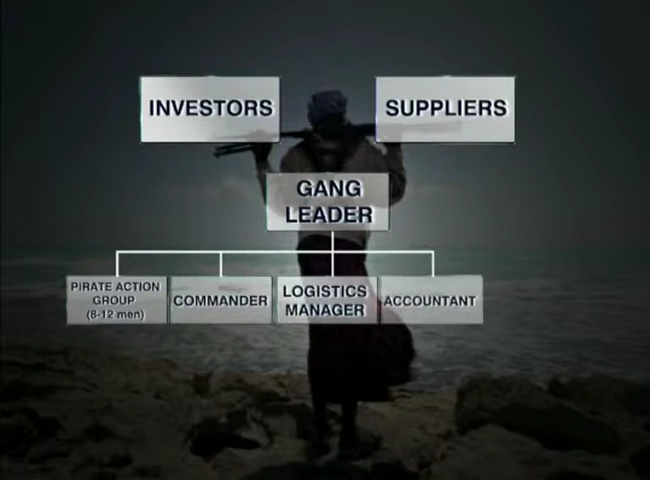 INVESTORS
SUPPLIERS
GANG
LEADER
PIRATE ACTION
GROUP
(8-12 men)
COMMANDER
LOGISTICS
MANAGER
ACCOUNTANT